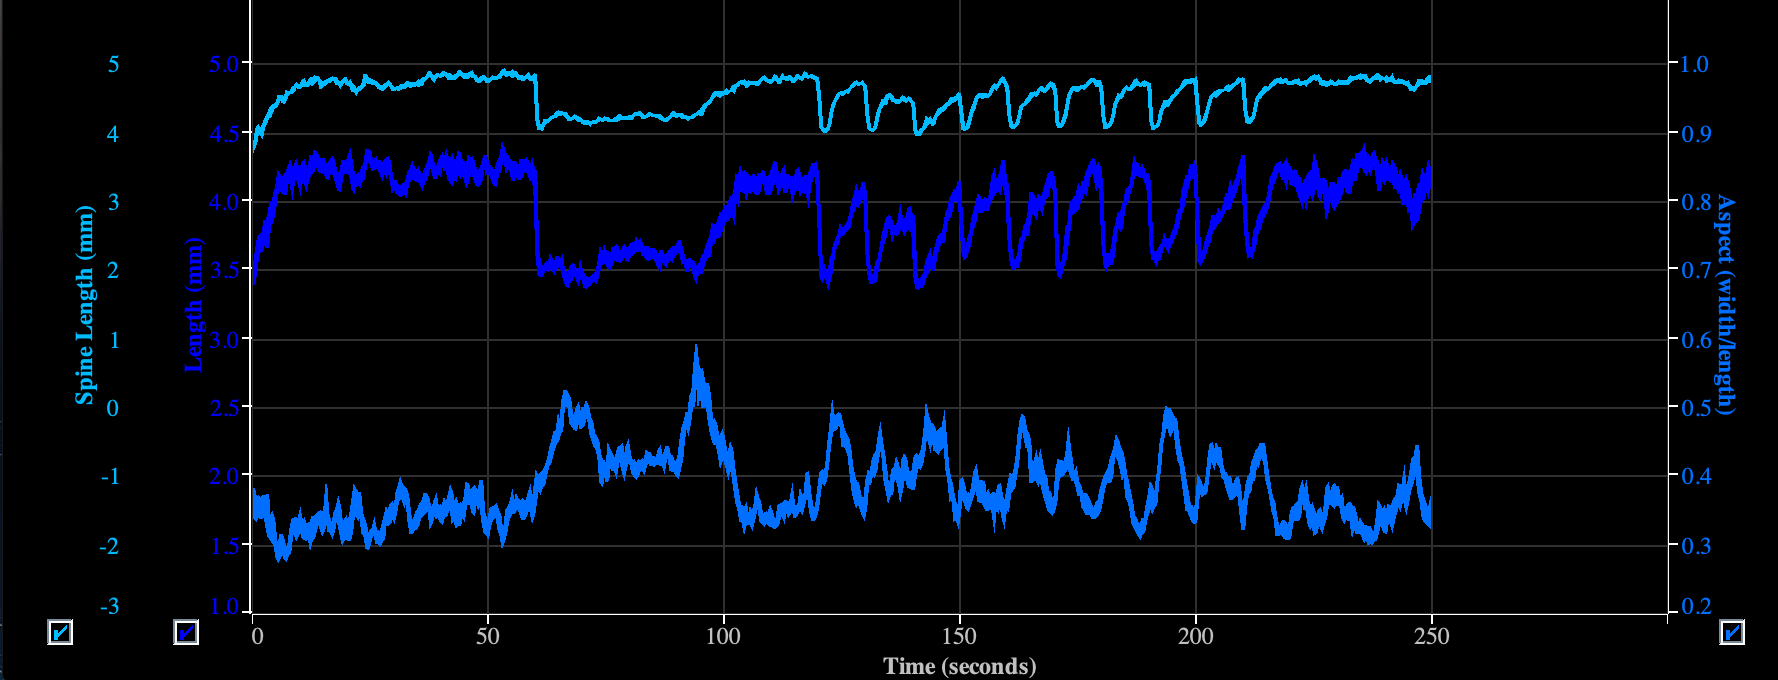 5 5.0 1.0
4 4.5 0.9
3 4.0 0.8
2 3.5 0.7
1 3.0 0.6
0 2.5 0.5
-1 2.0 0.4
-2 1.5 0.3
-3 1.0 0.2
Spine Length (mm)
Length (mm)
Aspect (width/length)
0 50 100 150 200 250
Time (seconds)